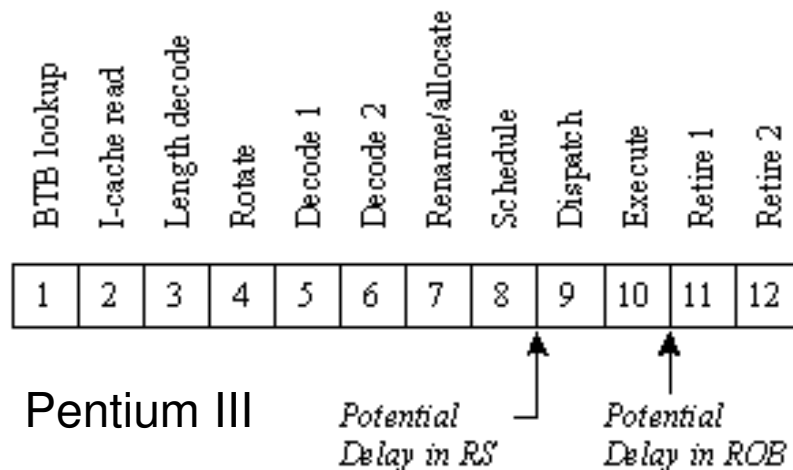 BTB lookup
I-cache read
Length decode
Rotate
Decode 1
Decode 2
Rename/allocate
Schedule
Dispatch
Execute
Retire 1
Retire 2
1 2 3 4 5 6 7 8 9 10 11 12
Pentium III
Potential
Delay in RS
Potential
Delay in ROB